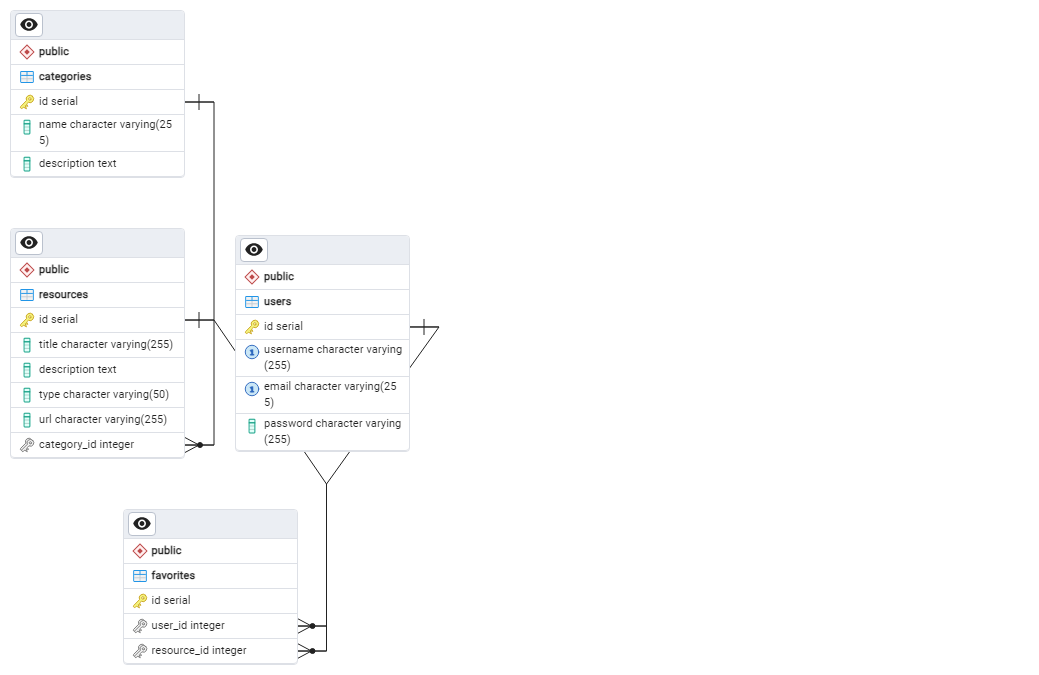 public
categories
id serial
name character varying(25
5)
description text
public
resources
id serial
title character varying(255)
description text
type character varying(50)
url character varying(255)
category_id integer
public
users
id serial
username character varying
(255)
email character varying(25
5)
password character varying
(255)
public
favorites
id serial
user_id integer
resource_id integer